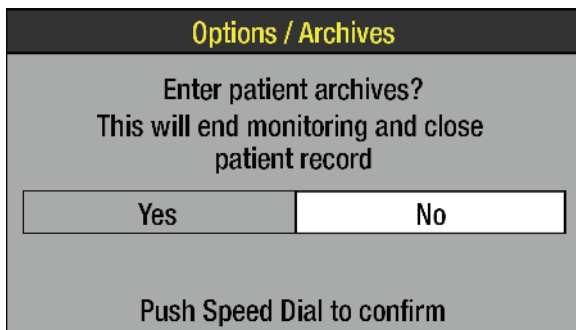 Options / Archives
Enter patient archives?
This will end monitoring and close
patient record
Yes
No
Push Speed Dial to confirm